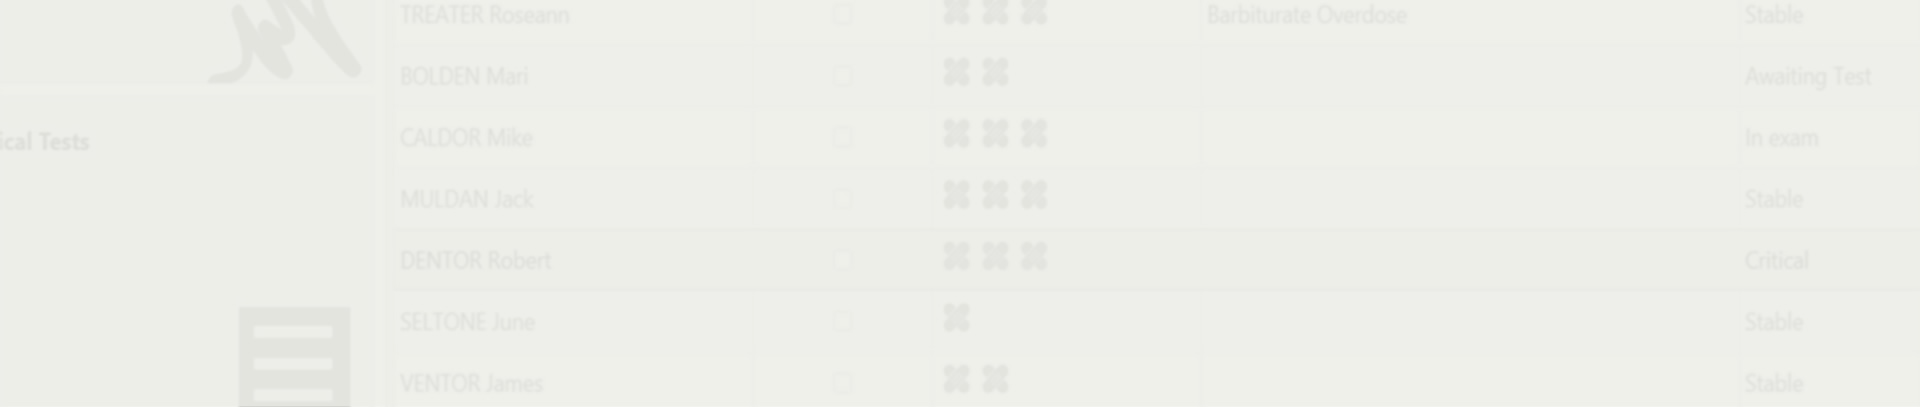 TREATER Roseann Barbiturate Overdose Stable
BOLDEN Mari Awaiting Test
ical Tests
CALDOR Mike In exam
MULDAN Jack Stable
DENTOR Robert Critical
SELTONE June Stable
VENTOR James Stable